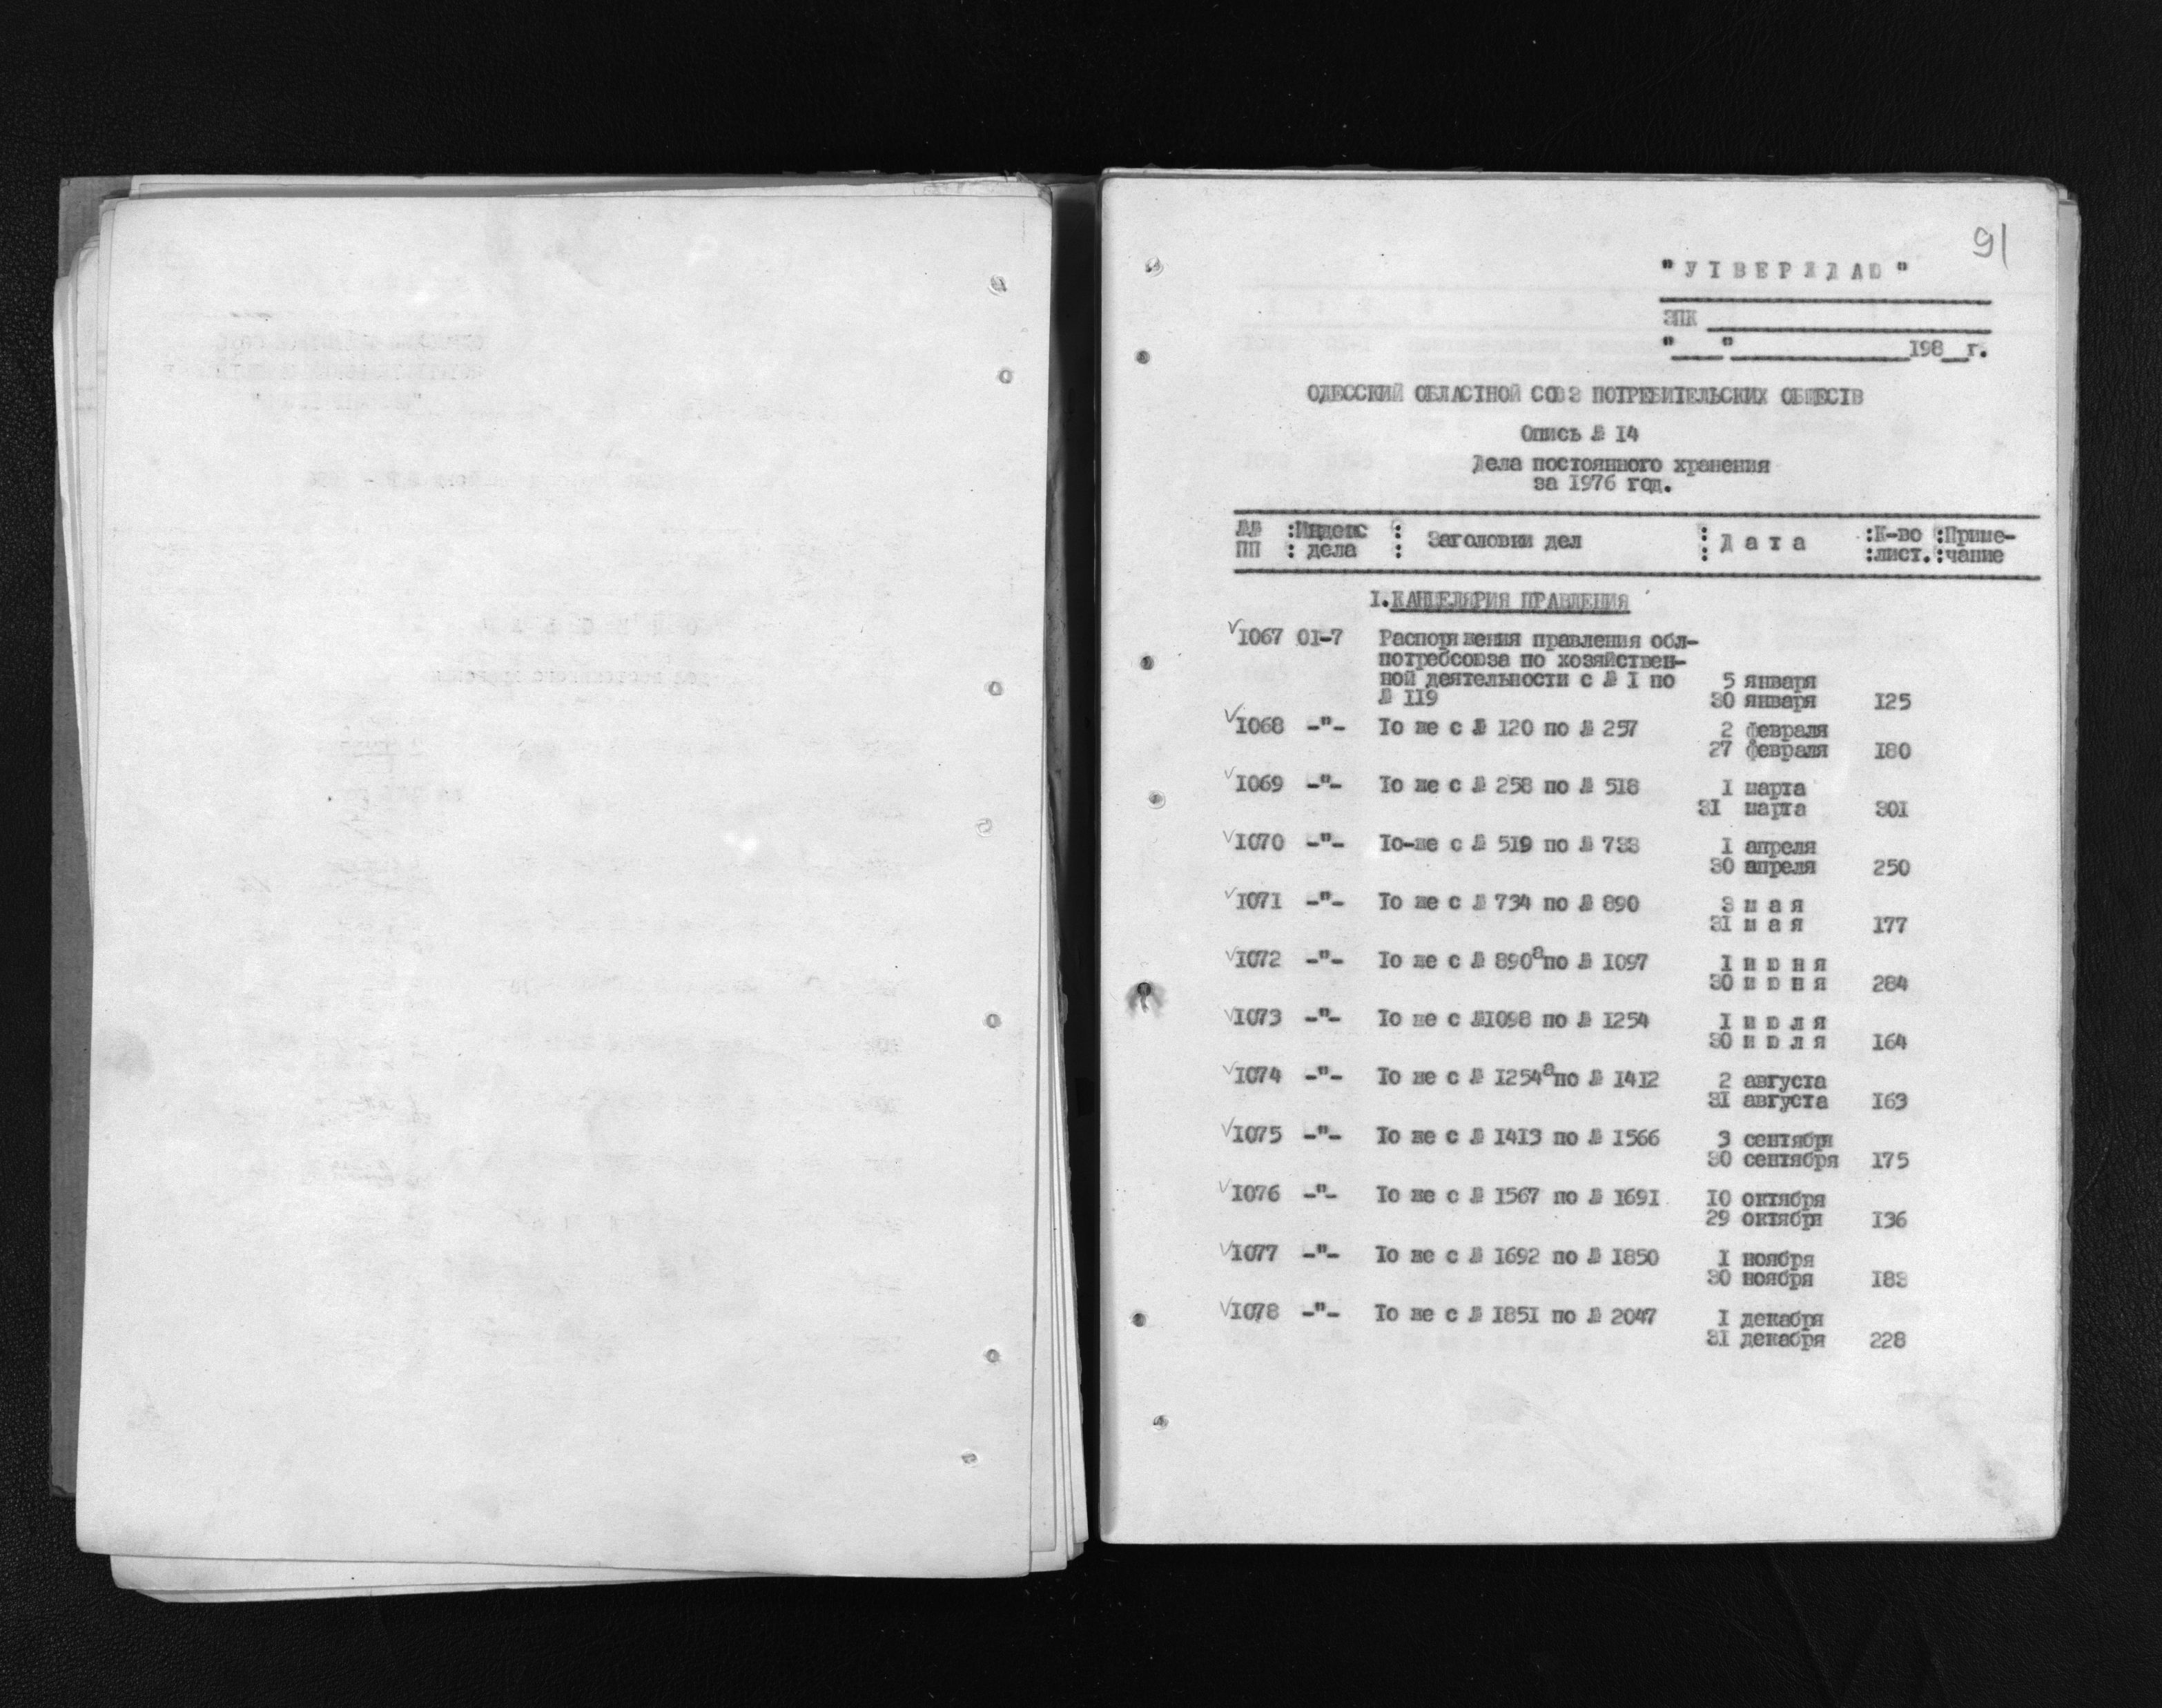 91
"УТВЕРЖДАЮ"
ЭПК
"___"____________198__г.
ОДЕССКИЙ ОБЛАСТНОЙ СОЮЗ ПОТРЕБИТЕЛЬСКИХ ОБЩЕСТВ
Опись № 14
Дела постоянного хранения
за 1976 год.
№№ :Индекс : Заголовки дел : Дата :К-во :Приме-
ПП : дела : : :лист.:чание
I. КАНЦЕЛЯРИЯ ПРАВЛЕНИЯ
1067 01-7 Распоряжения правления обл-
потребсоюза по хозяйствен-
ной деятельности с № 1 по 5 января
№ 119 30 января 125
1068 -"- То же с № 120 по № 257 2 февраля
27 февраля 180
1069 -"- То же с № 258 по № 518 1 марта
31 марта 301
1070 -"- То-же с № 519 по № 733 1 апреля
30 апреля 250
1071 -"- То же с № 734 по № 890 3 мая
31 мая 177
1072 -"- То же с № 890а по № 1097 1 июня
30 июня 284
1073 -"- То же с №1098 по № 1254 1 июля
30 июля 164
1074 -"- То же с № 1254а по № 1412 2 августа
31 августа 163
1075 -"- То же с № 1413 по № 1566 3 сентября
30 сентября 175
1076 -"- То же с № 1567 по № 1691 10 октября
29 октября 136
1077 -"- То же с № 1692 по № 1850 1 ноября
30 ноября 183
1078 -"- То же с № 1851 по № 2047 1 декабря
31 декабря 228